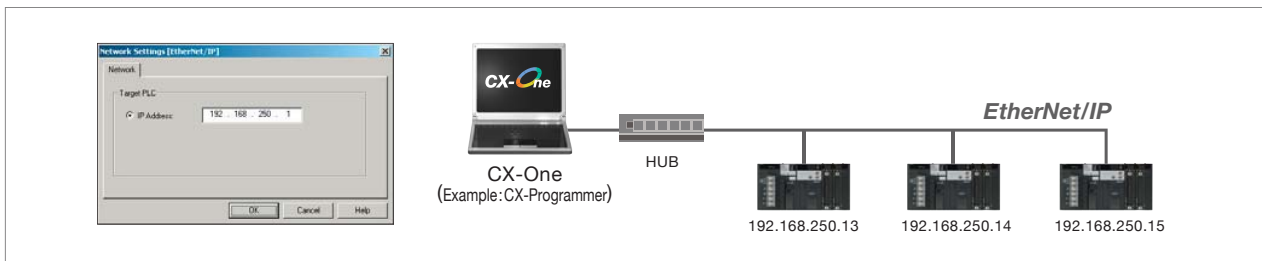 Network Settings [EtherNet/IP]
Network
Target PLC
IP Address:
192 . 168 . 250 . 1
OK
Cancel
Help
CX-One
CX-One
(Example:CX-Programmer)
HUB
EtherNet/IP
192.168.250.13
192.168.250.14
192.168.250.15